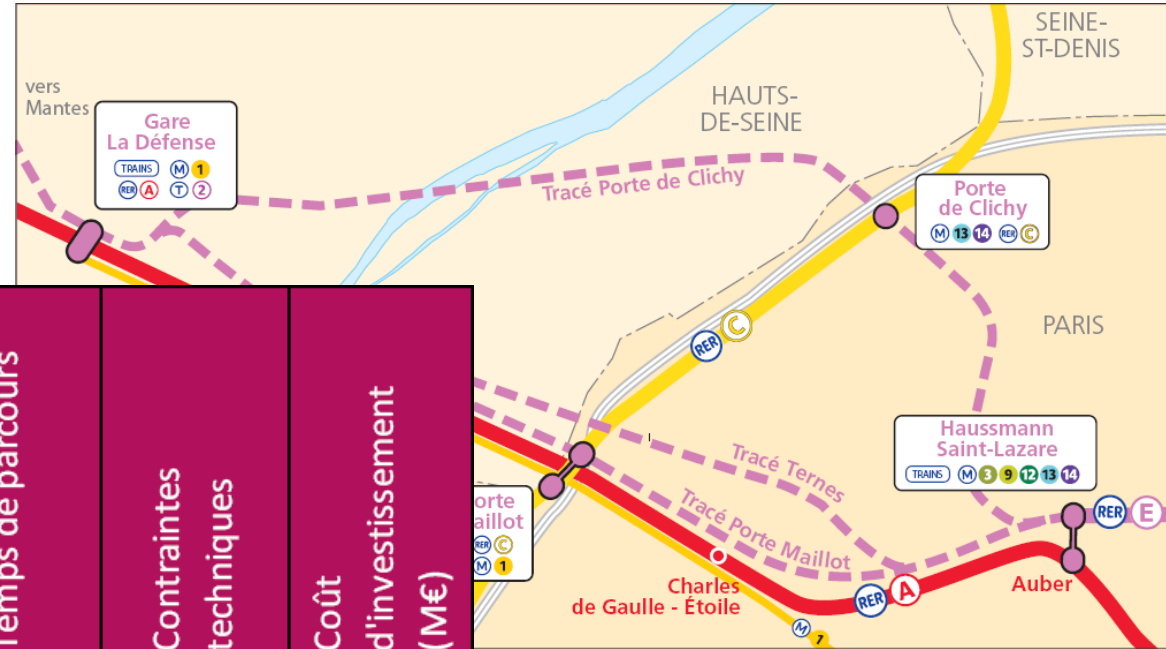 SEINE-
ST-DENIS
vers
Mantes
HAUTS-
DE-SEINE
Gare
La Défense
TRAINS M 1
RER A T 2
Tracé Porte de Clichy
Porte
de Clichy
M 13 14 RER C
PARIS
RER C
Temps de parcours
Contraintes
techniques
Coût
d'investissement
(M€)
Haussmann
Saint-Lazare
TRAINS M 3 9 12 13 14
Tracé Ternes
Tracé Porte Maillot
orte
aillot
RER C
M 1
RER E
Charles
de Gaulle - Étoile
RER A
Auber
M 1